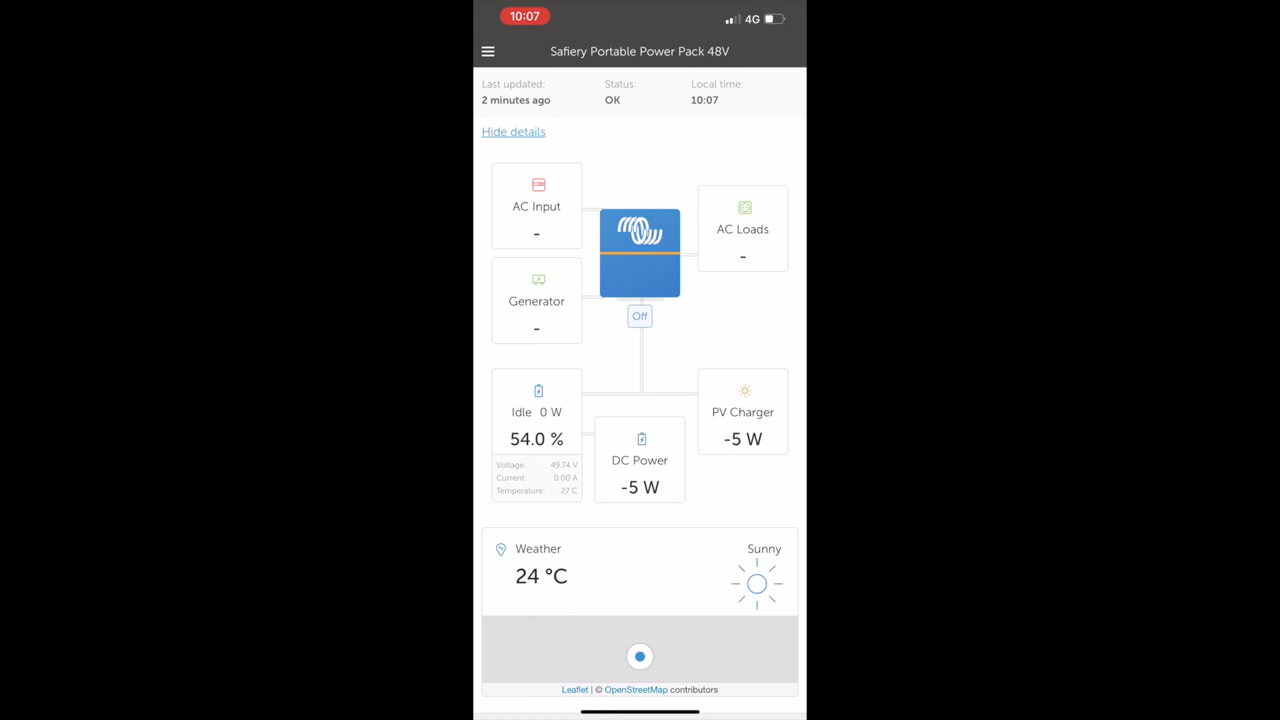 10:07
4G
Safiery Portable Power Pack 48V
Last updated:
2 minutes ago
Status:
OK
Local time:
10:07
Hide details
AC Input
-
AC Loads
-
Generator
-
Off
Idle 0 W
54.0 %
Voltage: 49.74 V
Current: 0.00 A
Temperature: 27 C
DC Power
-5 W
PV Charger
-5 W
Weather
24 °C
Sunny
Leaflet | © OpenStreetMap contributors